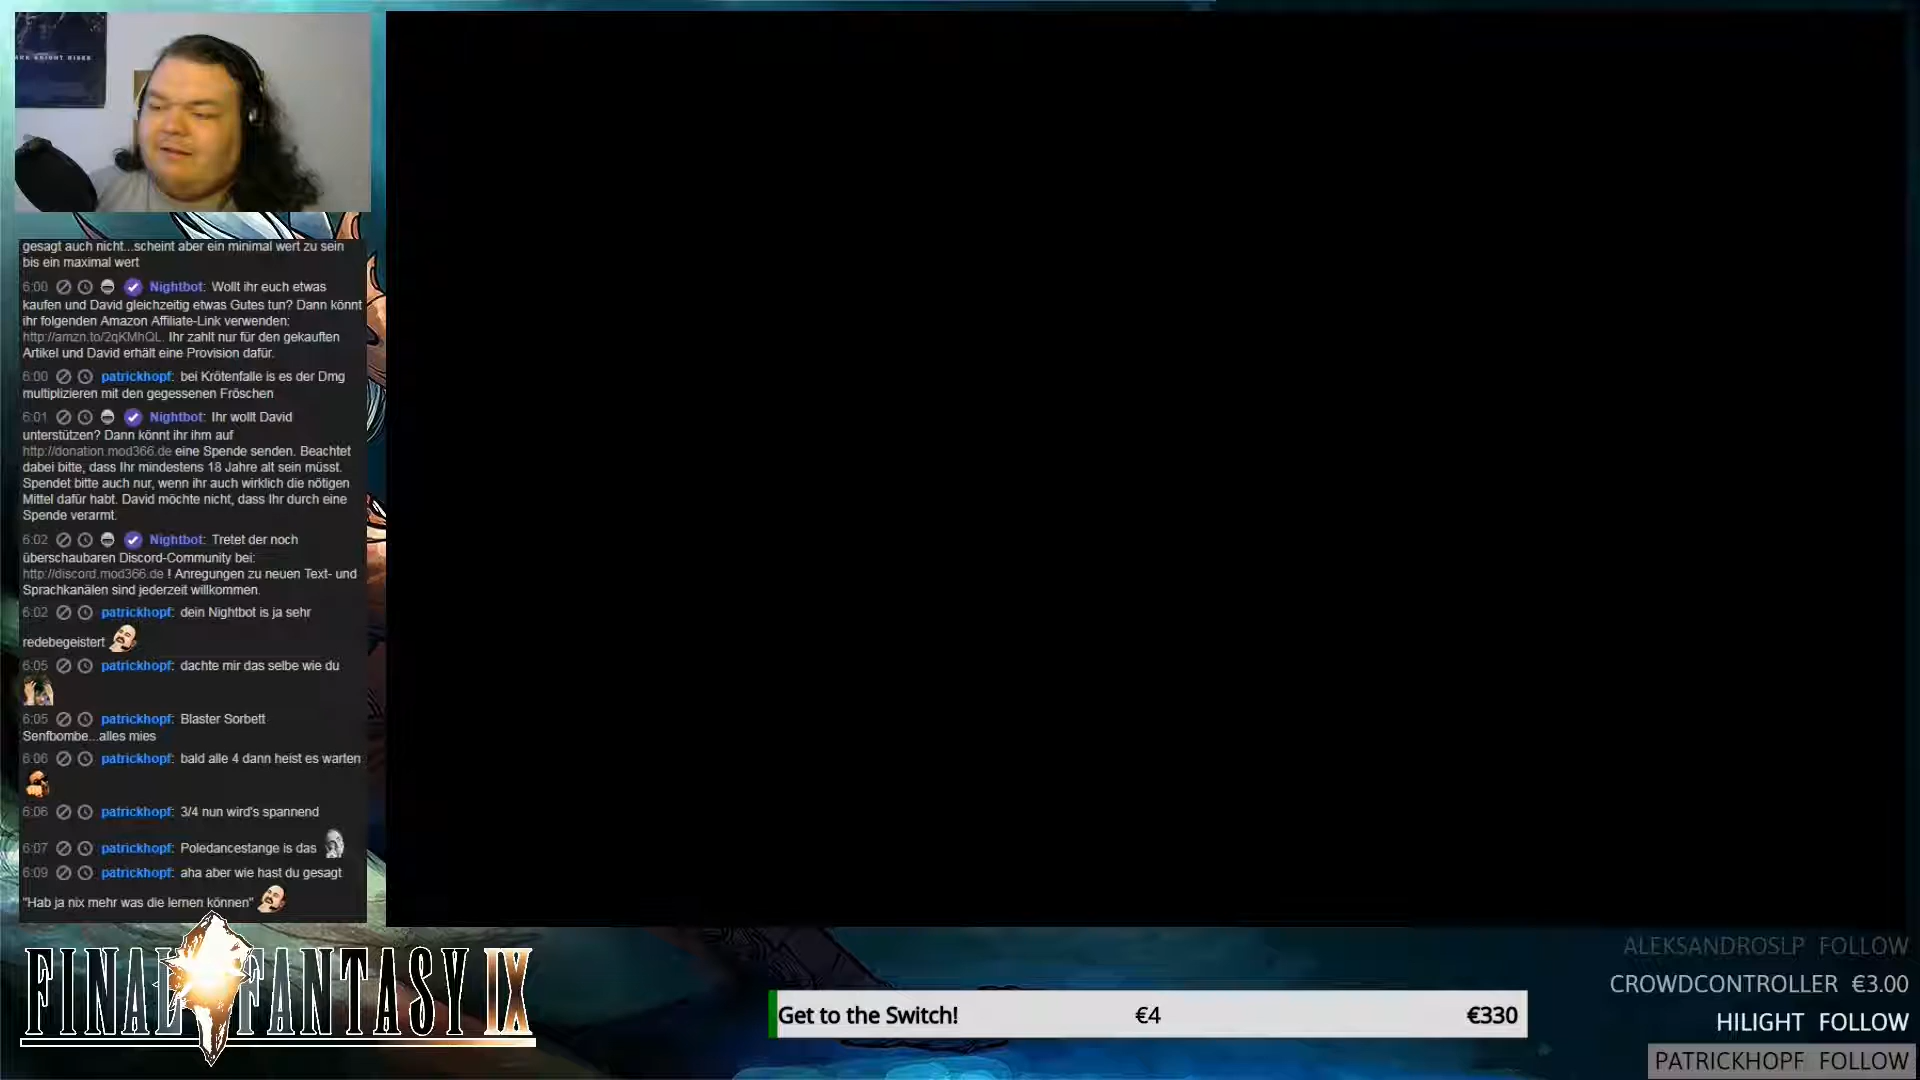 ARK KNIGHT RISES
gesagt auch nicht...scheint aber ein minimal wert zu sein
bis ein maximal wert
6:00 Nightbot: Wollt ihr euch etwas
kaufen und David gleichzeitig etwas Gutes tun? Dann könnt
ihr folgenden Amazon Affiliate-Link verwenden:
http://amzn.to/2qKMhQL. Ihr zahlt nur für den gekauften
Artikel und David erhält eine Provision dafür.
6:00 patrickhopf: bei Krötenfalle is es der Dmg
multiplizieren mit den gegessenen Fröschen
6:01 Nightbot: Ihr wollt David
unterstützen? Dann könnt ihr ihm auf
http://donation.mod366.de eine Spende senden. Beachtet
dabei bitte, dass Ihr mindestens 18 Jahre alt sein müsst.
Spendet bitte auch nur, wenn ihr auch wirklich die nötigen
Mittel dafür habt. David möchte nicht, dass Ihr durch eine
Spende verarmt.
6:02 Nightbot: Tretet der noch
überschaubaren Discord-Community bei:
http://discord.mod366.de ! Anregungen zu neuen Text- und
Sprachkanälen sind jederzeit willkommen.
6:02 patrickhopf: dein Nightbot is ja sehr
redebegeistert
6:05 patrickhopf: dachte mir das selbe wie du
6:05 patrickhopf: Blaster Sorbett
Senfbombe...alles mies
6:06 patrickhopf: bald alle 4 dann heist es warten
6:06 patrickhopf: 3/4 nun wird's spannend
6:07 patrickhopf: Poledancestange is das
6:09 patrickhopf: aha aber wie hast du gesagt
"Hab ja nix mehr was die lernen können"
FINAL FANTASY IX
Get to the Switch! €4 €330
ALEKSANDROSLP FOLLOW
CROWDCONTROLLER €3.00
HILIGHT FOLLOW
PATRICKHOPF FOLLOW